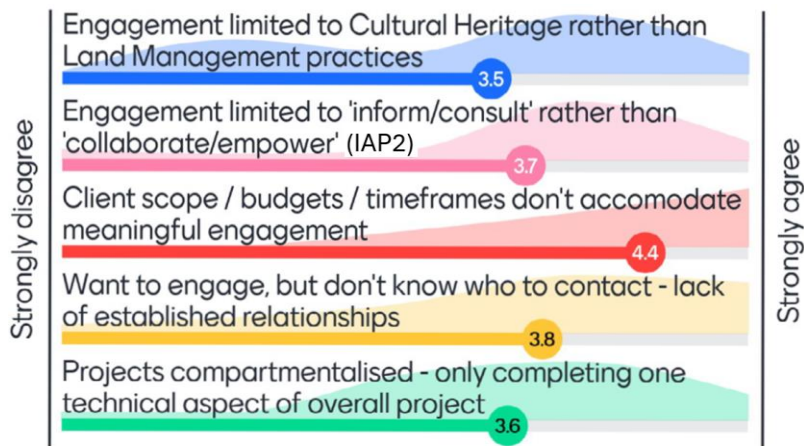 Strongly disagree
Engagement limited to Cultural Heritage rather than
Land Management practices
3.5
Engagement limited to 'inform/consult' rather than
'collaborate/empower' (IAP2)
3.7
Client scope / budgets / timeframes don't accomodate
meaningful engagement
4.4
Want to engage, but don't know who to contact - lack
of established relationships
3.8
Projects compartmentalised - only completing one
technical aspect of overall project
3.6
Strongly agree